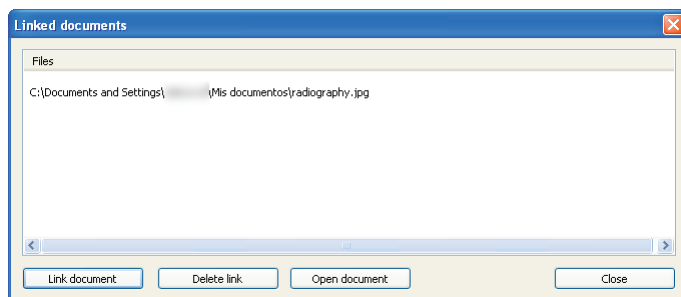 Linked documents
Files
C:\Documents and Settings\ \Mis documentos\radiography.jpg
Link document
Delete link
Open document
Close